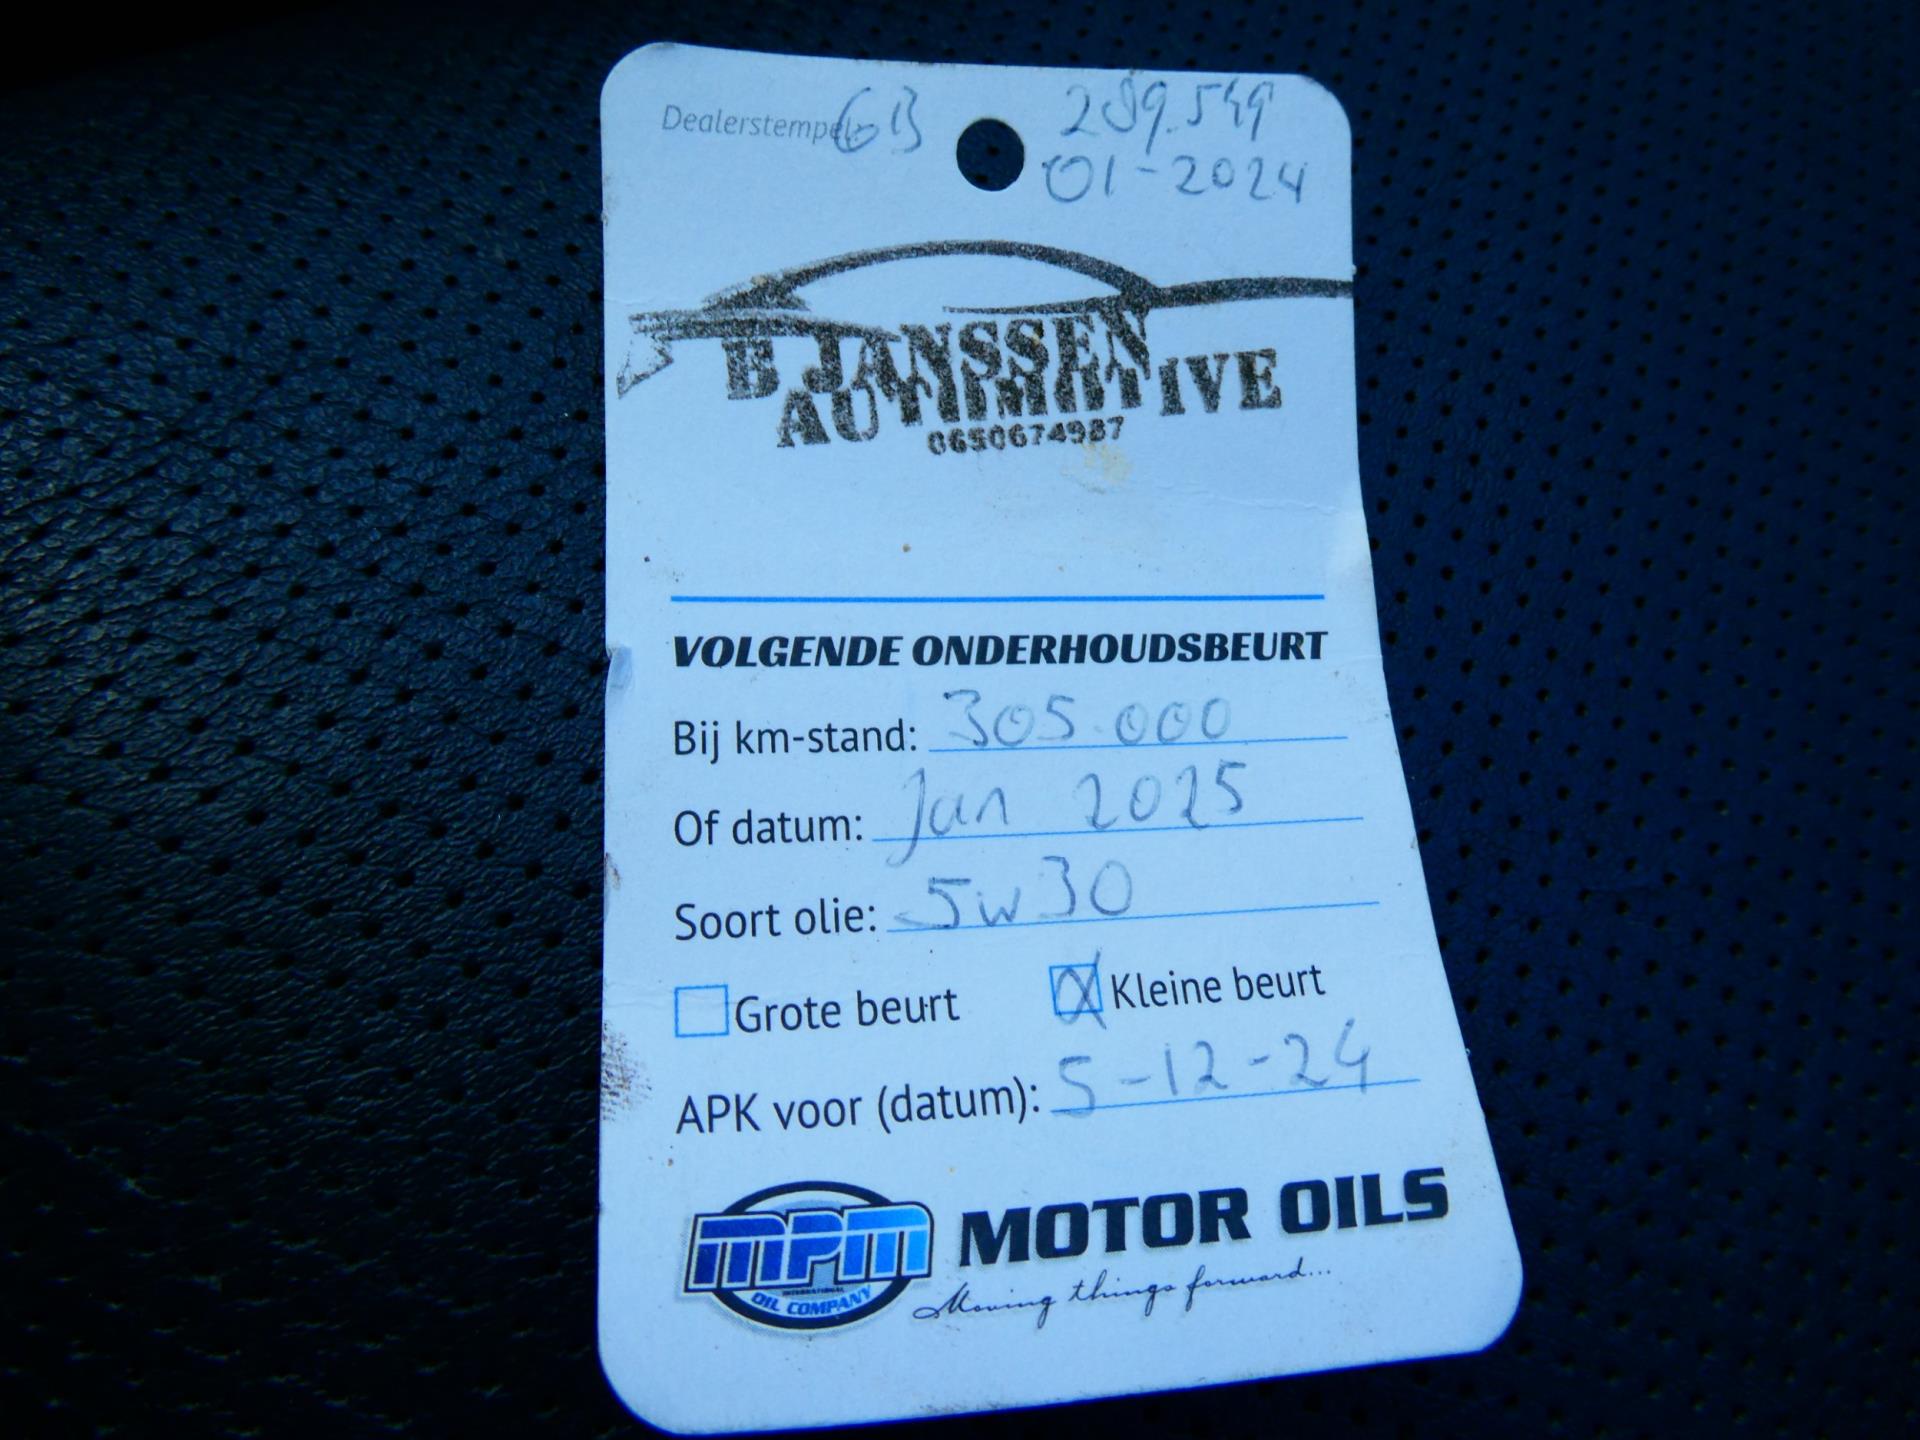 Dealerstempel: GB
289.549
01-2024
B JANSSEN
AUTOMOTIVE
0650674987
VOLGENDE ONDERHOUDSBEURT
Bij km-stand: 305.000
Of datum: Jan 2025
Soort olie: 5w30
Grote beurt
Kleine beurt
APK voor (datum): 5-12-24
MPM
INTERNATIONAL
OIL COMPANY
MOTOR OILS
Moving things forward...